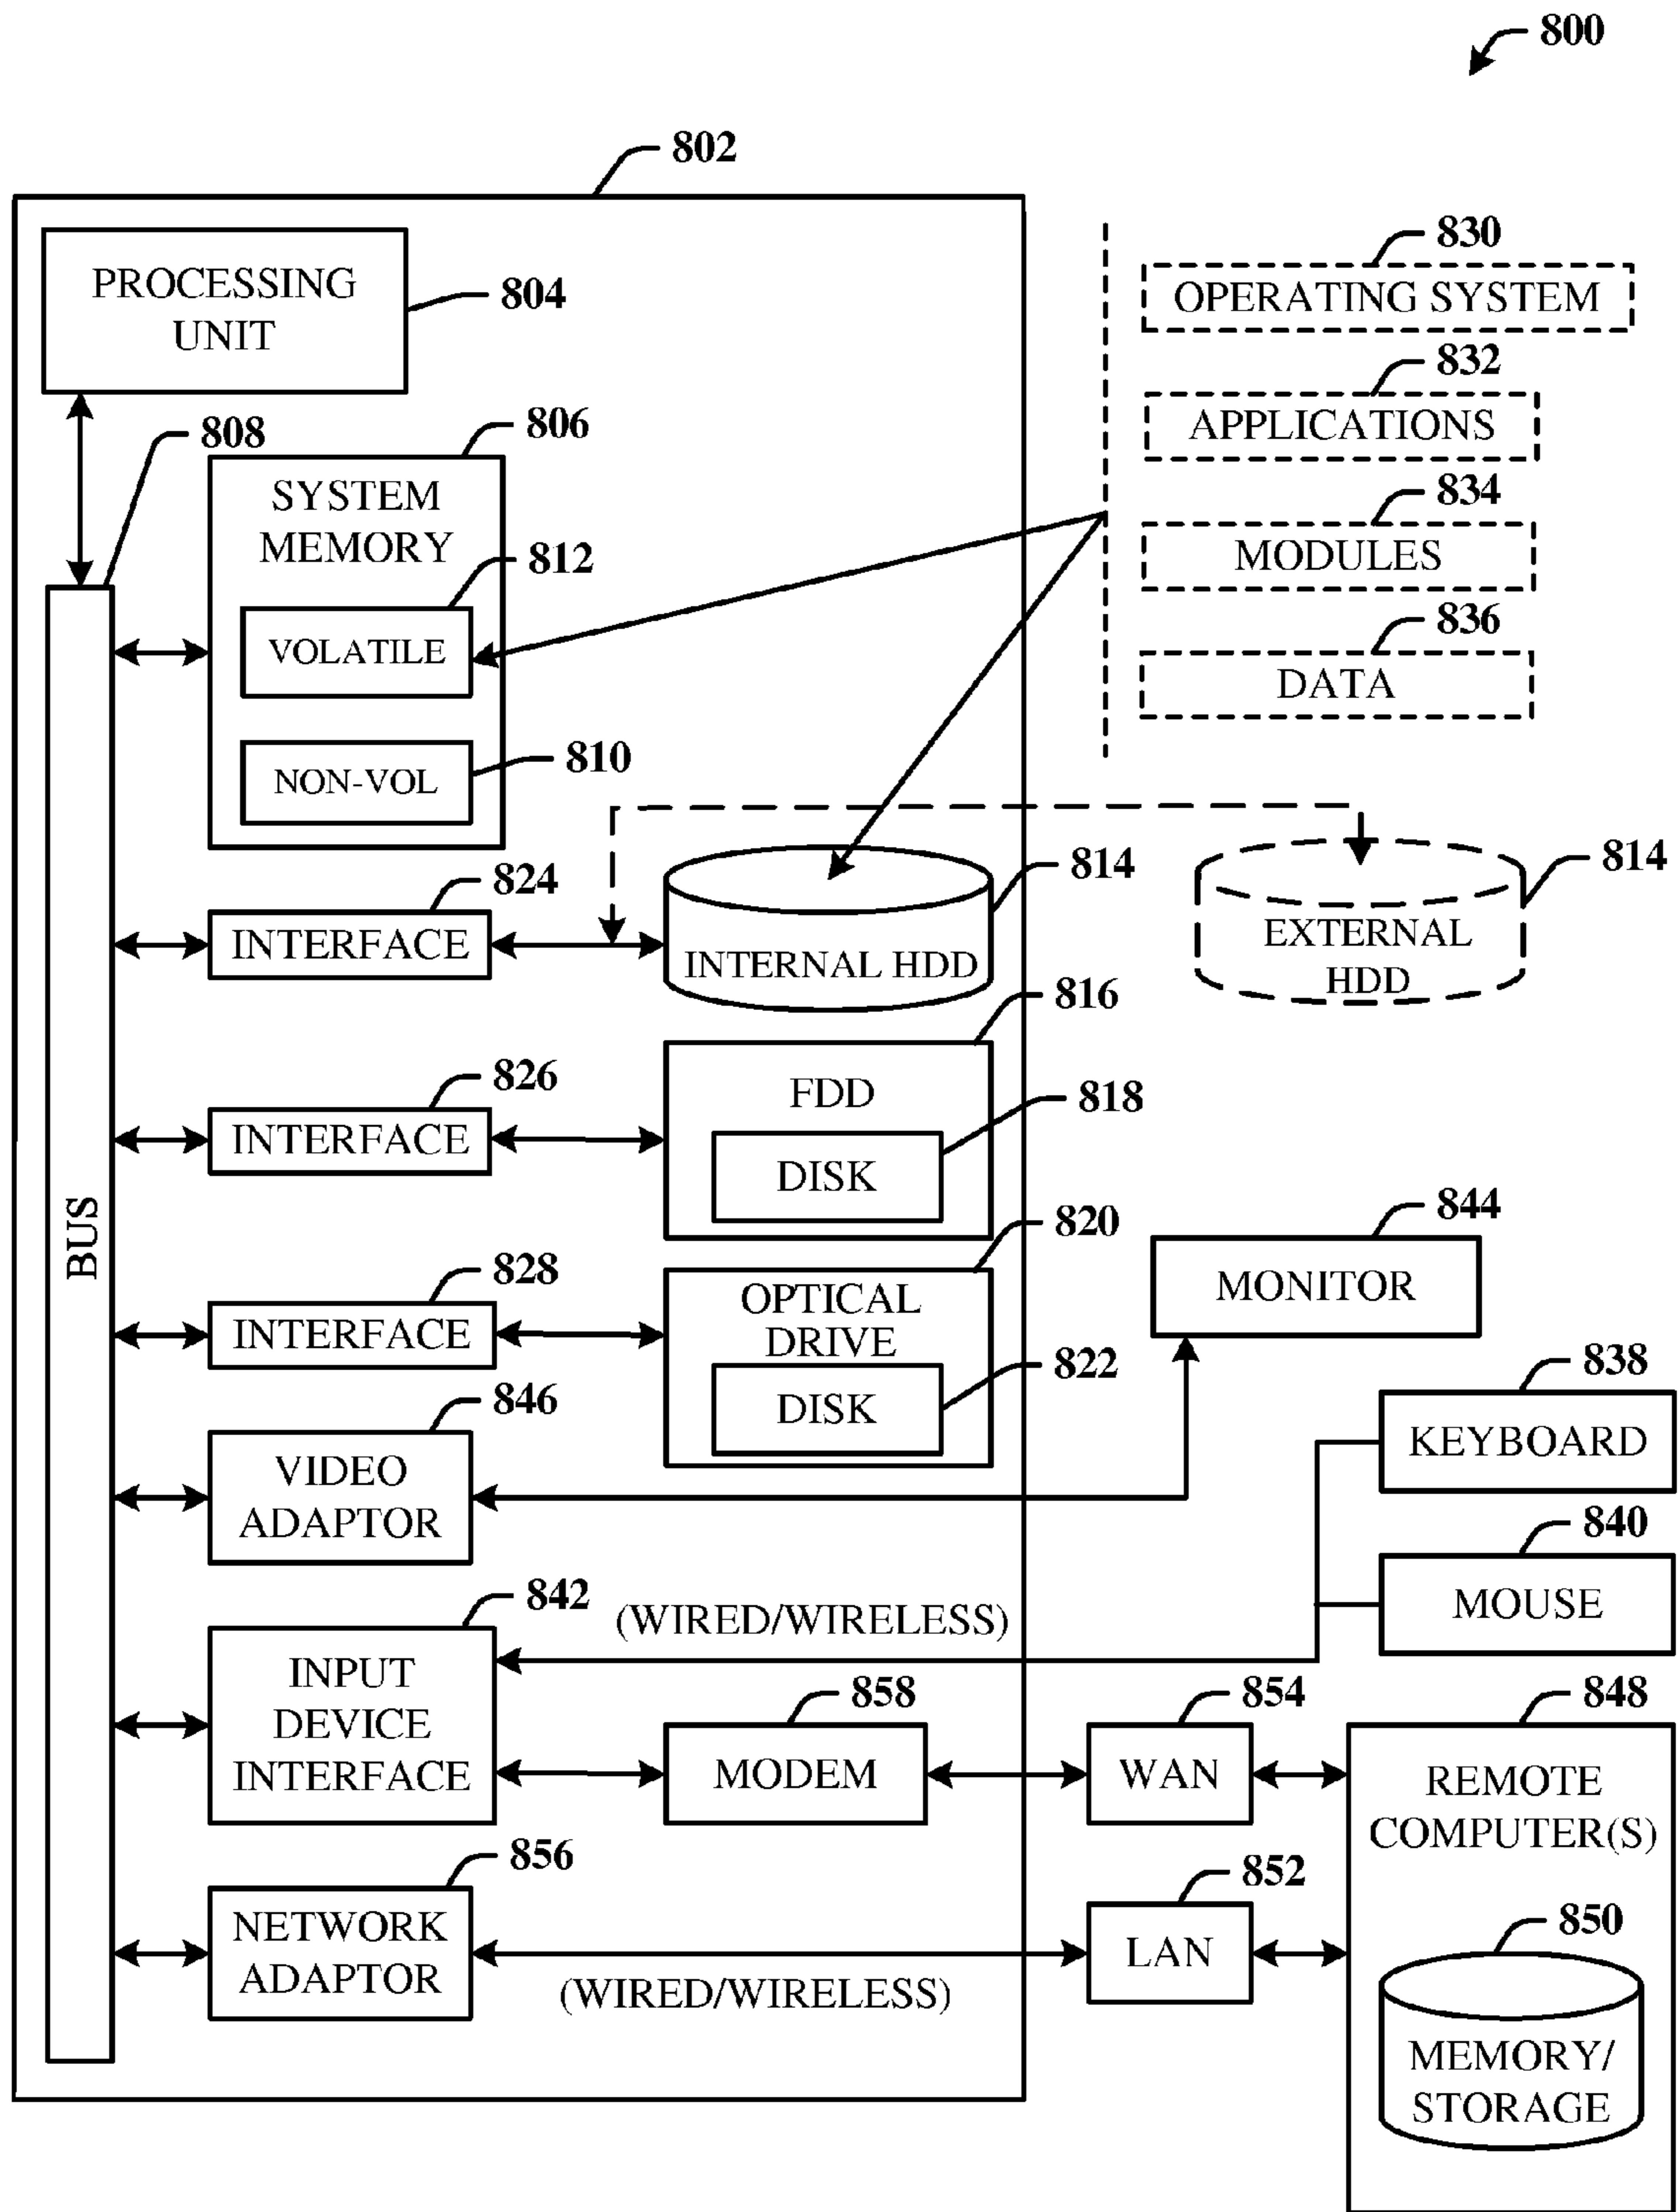 800
802
PROCESSING
UNIT
804
830
OPERATING SYSTEM
832
APPLICATIONS
834
MODULES
836
DATA
808
806
SYSTEM
MEMORY
812
VOLATILE
810
NON-VOL
824
INTERFACE
814
INTERNAL HDD
814
EXTERNAL
HDD
826
INTERFACE
816
FDD
818
DISK
BUS
828
INTERFACE
820
OPTICAL
DRIVE
822
DISK
844
MONITOR
846
VIDEO
ADAPTOR
838
KEYBOARD
840
MOUSE
842
INPUT
DEVICE
INTERFACE
(WIRED/WIRELESS)
858
MODEM
854
WAN
848
REMOTE
COMPUTER(S)
856
NETWORK
ADAPTOR
(WIRED/WIRELESS)
852
LAN
850
MEMORY/
STORAGE